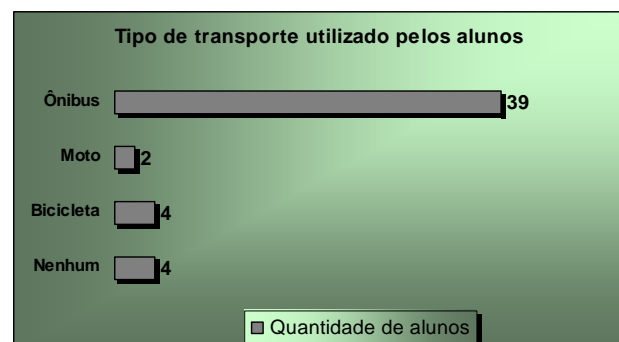 Tipo de transporte utilizado pelos alunos
Ônibus 39
Moto 2
Bicicleta 4
Nenhum 4
Quantidade de alunos